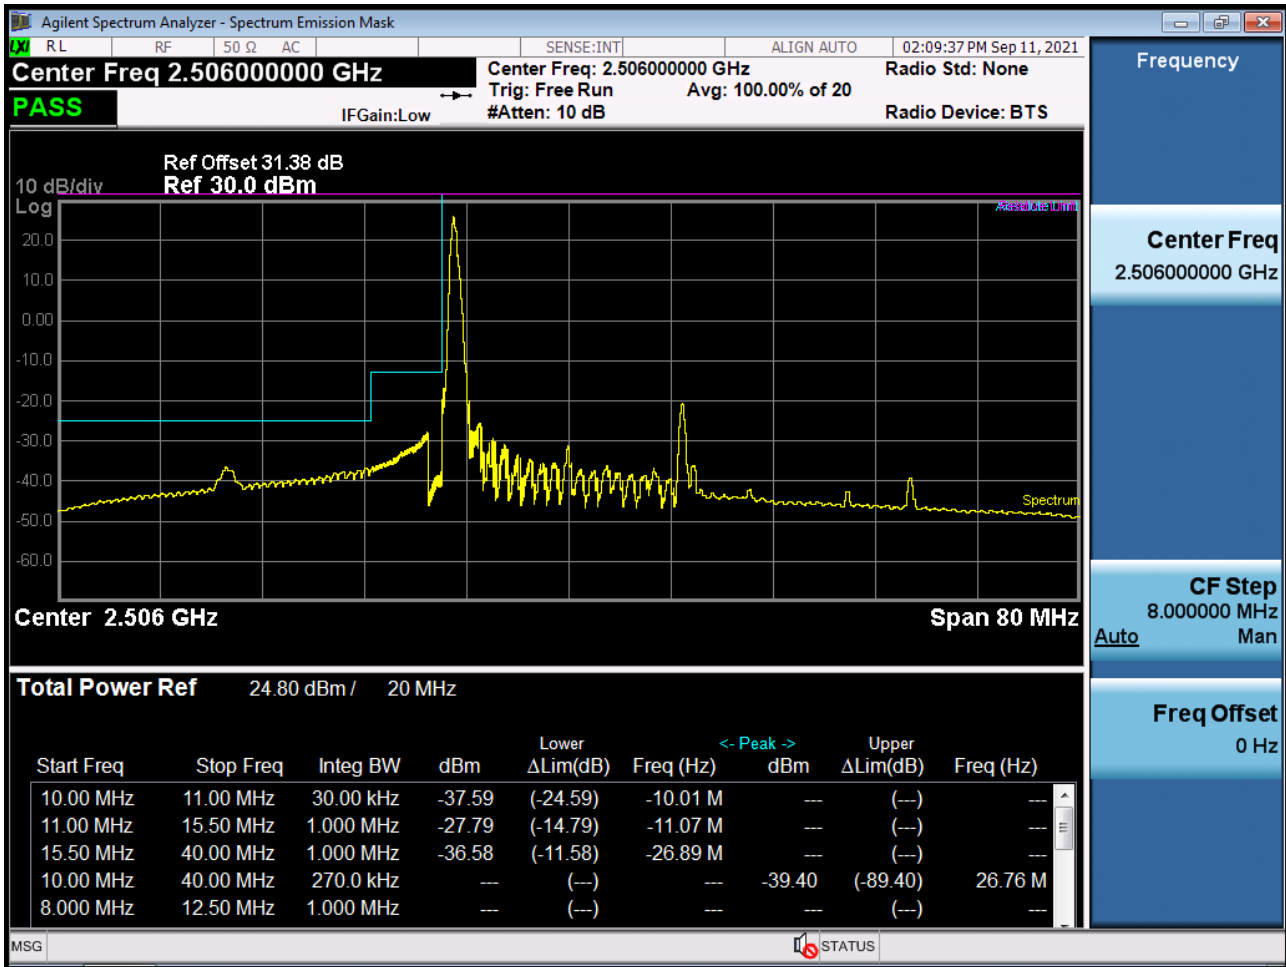 Agilent Spectrum Analyzer - Spectrum Emission Mask
LXI RL RF 50 Ω AC SENSE:INT ALIGN AUTO 02:09:37 PM Sep 11, 2021
Center Freq 2.506000000 GHz
Center Freq: 2.506000000 GHz Radio Std: None
Trig: Free Run Avg: 100.00% of 20
PASS
IFGain:Low #Atten: 10 dB Radio Device: BTS
Ref Offset 31.38 dB
10 dB/div Ref 30.0 dBm
Log
Absolute Limit
20.0
10.0
0.00
-10.0
-20.0
-30.0
-40.0
-50.0
-60.0
Spectrum
Center 2.506 GHz Span 80 MHz
Total Power Ref 24.80 dBm / 20 MHz
Lower <- Peak -> Upper
Start Freq Stop Freq Integ BW dBm ΔLim(dB) Freq (Hz) dBm ΔLim(dB) Freq (Hz)
10.00 MHz 11.00 MHz 30.00 kHz -37.59 (-24.59) -10.01 M --- (---) ---
11.00 MHz 15.50 MHz 1.000 MHz -27.79 (-14.79) -11.07 M --- (---) ---
15.50 MHz 40.00 MHz 1.000 MHz -36.58 (-11.58) -26.89 M --- (---) ---
10.00 MHz 40.00 MHz 270.0 kHz --- (---) --- -39.40 (-89.40) 26.76 M
8.000 MHz 12.50 MHz 1.000 MHz --- (---) --- --- (---) ---
MSG STATUS
Frequency
Center Freq
2.506000000 GHz
CF Step
8.000000 MHz
Auto Man
Freq Offset
0 Hz